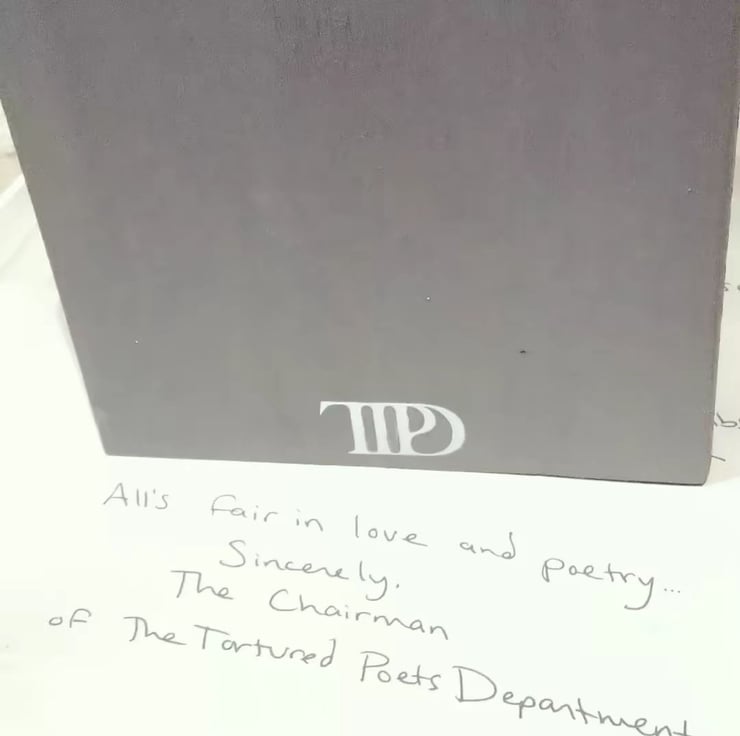 TTPD
All's fair in love and poetry...
Sincerely,
The Chairman
of The Tortured Poets Department